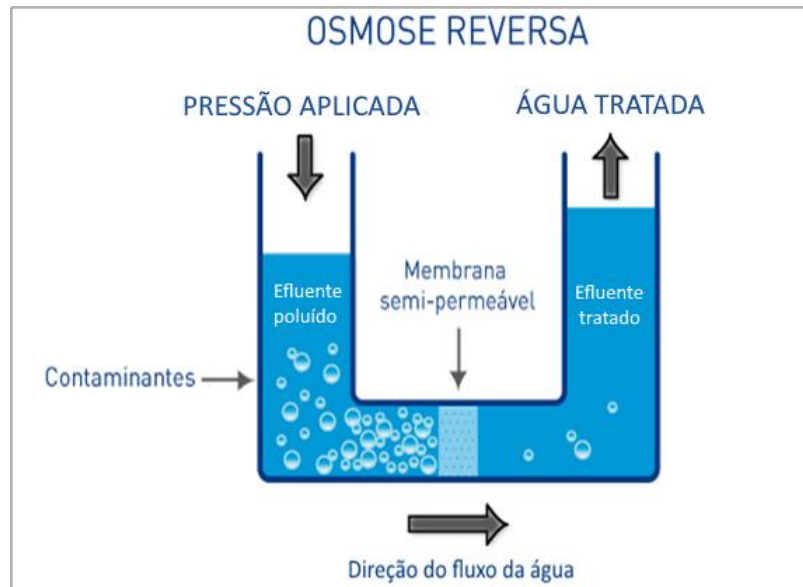 OSMOSE REVERSA
PRESSÃO APLICADA
ÁGUA TRATADA
Efluente
poluído
Membrana
semi-permeável
Efluente
tratado
Contaminantes
Direção do fluxo da água